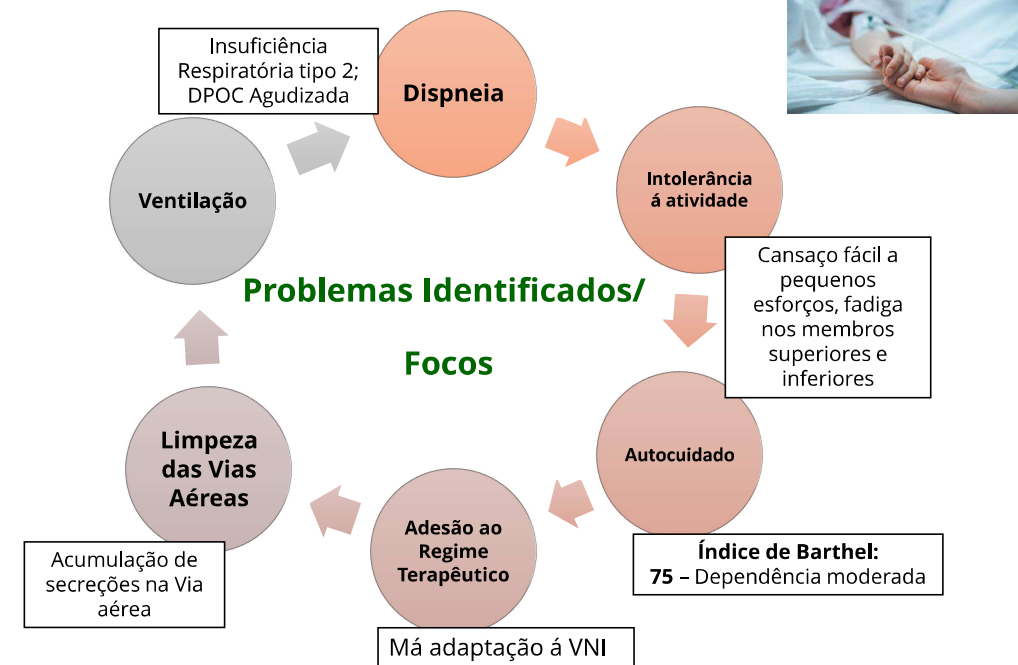 Insuficiência
Respiratória tipo 2;
DPOC Agudizada
Dispneia
Intolerância
á atividade
Cansaço fácil a
pequenos
esforços, fadiga
nos membros
superiores e
inferiores
Ventilação
Problemas Identificados/
Focos
Autocuidado
Índice de Barthel:
75 – Dependência moderada
Limpeza
das Vias
Aéreas
Acumulação de
secreções na Via
aérea
Adesão ao
Regime
Terapêutico
Má adaptação á VNI